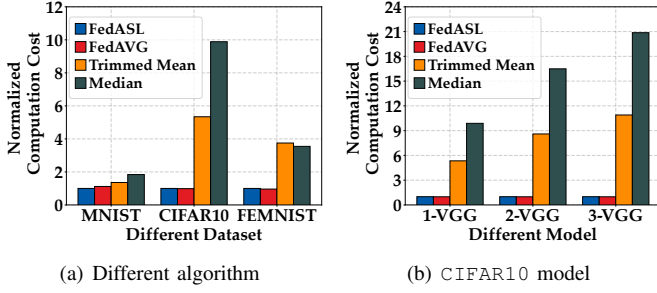 12
10
8
6
4
2
0
Normalized
Computation Cost
FedASL
FedAVG
Trimmed Mean
Median
MNIST CIFAR10 FEMNIST
Different Dataset
(a) Different algorithm
24
21
18
15
12
9
6
3
0
Normalized
Computation Cost
FedASL
FedAVG
Trimmed Mean
Median
1-VGG 2-VGG 3-VGG
Different Model
(b) CIFAR10 model